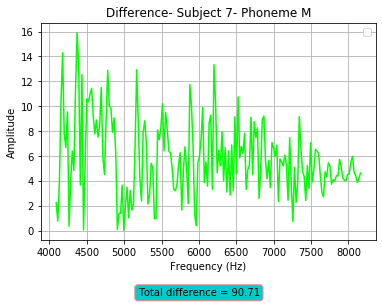 Difference- Subject 7- Phoneme M
Amplitude
16
14
12
10
8
6
4
2
0
4000 4500 5000 5500 6000 6500 7000 7500 8000
Frequency (Hz)
Total difference = 90.71